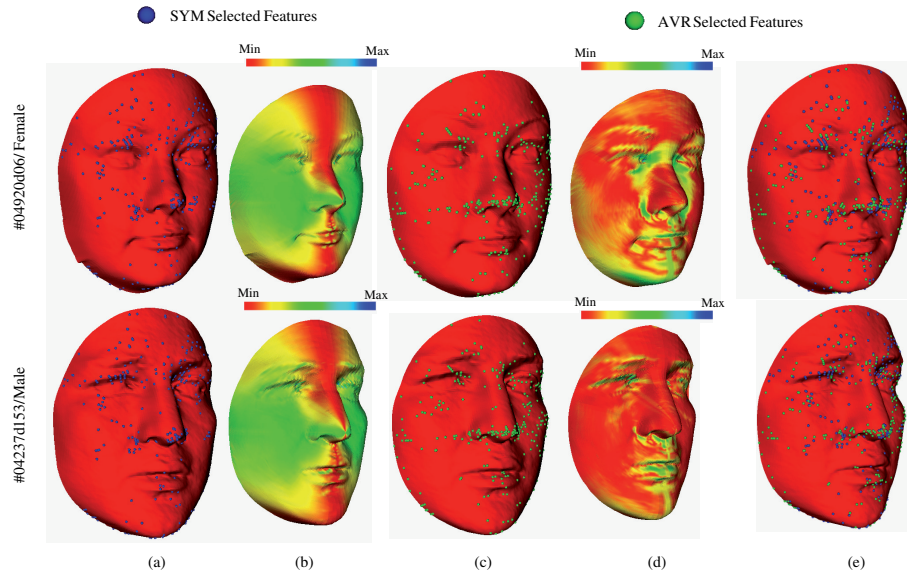 SYM Selected Features
AVR Selected Features
Min Max
Min Max
#04920d06/ Female
Min Max
Min Max
#04237d153/Male
(a) (b) (c) (d) (e)